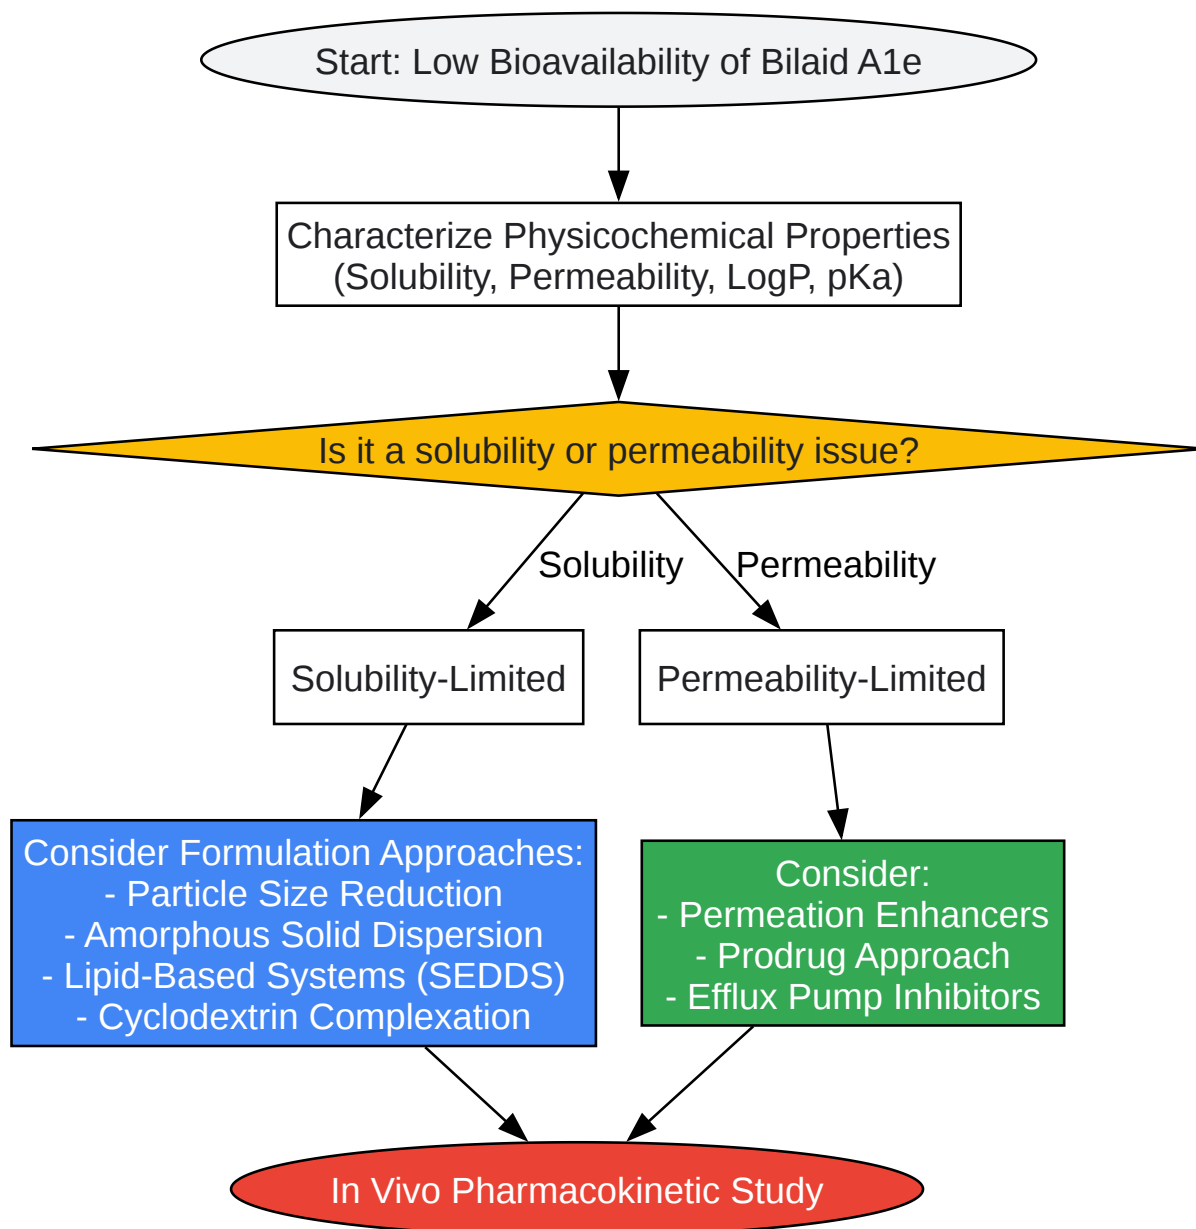 Start: Low Bioavailability of Bilaid A1e
Characterize Physicochemical Properties
(Solubility, Permeability, LogP, pKa)
Is it a solubility or permeability issue?
Solubility
Permeability
Solubility-Limited
Permeability-Limited
Consider Formulation Approaches:
- Particle Size Reduction
- Amorphous Solid Dispersion
- Lipid-Based Systems (SEDDS)
- Cyclodextrin Complexation
Consider:
- Permeation Enhancers
- Prodrug Approach
- Efflux Pump Inhibitors
In Vivo Pharmacokinetic Study